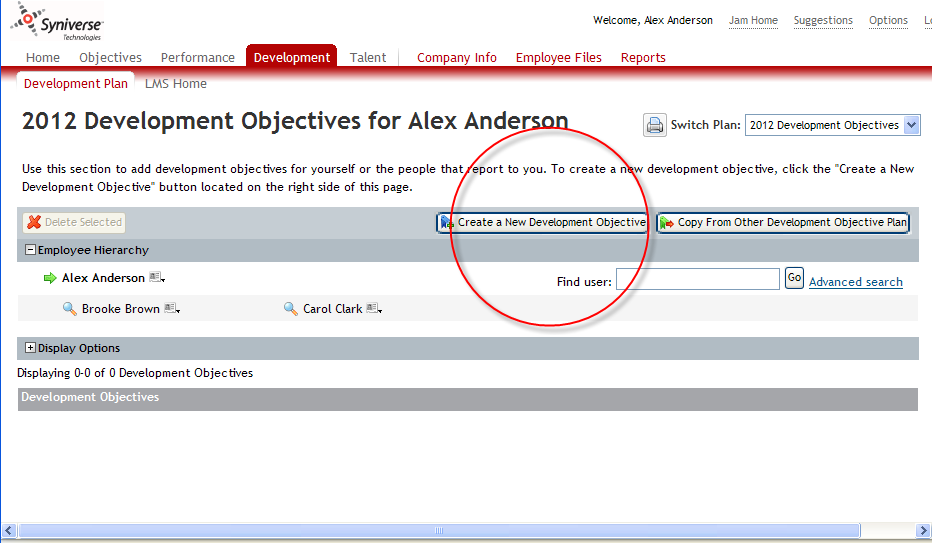 Syniverse
Technologies
Welcome, Alex Anderson Jam Home Suggestions Options
Home Objectives Performance Development Talent Company Info Employee Files Reports
Development Plan LMS Home
2012 Development Objectives for Alex Anderson
Switch Plan: 2012 Development Objectives
Use this section to add development objectives for yourself or the people that report to you. To create a new development objective, click the "Create a New
Development Objective" button located on the right side of this page.
Delete Selected Create a New Development Objective Copy From Other Development Objective Plan
Employee Hierarchy
Alex Anderson
Find user: Go Advanced search
Brooke Brown Carol Clark
Display Options
Displaying 0-0 of 0 Development Objectives
Development Objectives